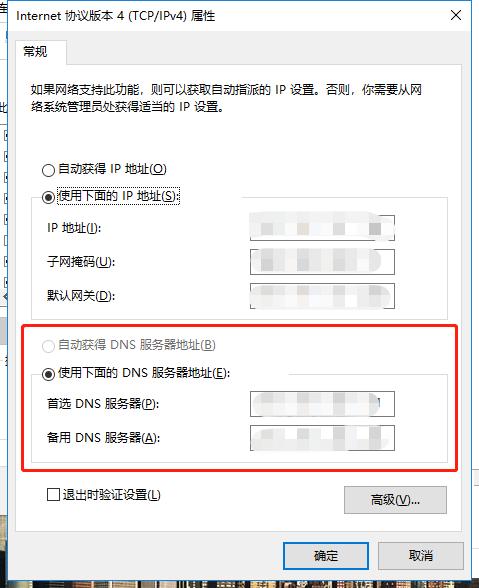 Internet 协议版本 4 (TCP/IPv4) 属性
常规
如果网络支持此功能，则可以获取自动指派的 IP 设置。否则，你需要从网
络系统管理员处获得适当的 IP 设置。
自动获得 IP 地址(O)
使用下面的 IP 地址(S):
IP 地址(I):
子网掩码(U):
默认网关(D):
自动获得 DNS 服务器地址(B)
使用下面的 DNS 服务器地址(E):
首选 DNS 服务器(P):
备用 DNS 服务器(A):
退出时验证设置(L)
高级(V)...
确定
取消